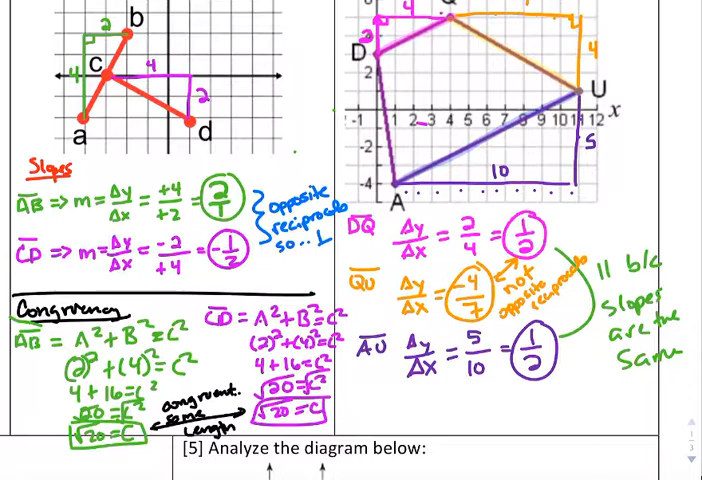 b
2
c
4
4
2
a
d
Slopes
AB => m = Δy/Δx = +4/+2 = 2/1
CD => m = Δy/Δx = -2/+4 = -1/2
opposite
reciprocals
so... ⊥
Congruency
AB = A² + B² = C²
(2)² + (4)² = C²
4 + 16 = C²
√20 = √C²
√20 = C
CD = A² + B² = C²
(2)² + (4)² = C²
4 + 16 = C²
√20 = √C²
√20 = C
congruent.
same
length
4
Q
2
4
D
2
U
-1 1 2 3 4 5 6 7 8 9 10 11 12 x
-2
5
10
-4
A
DQ Δy/Δx = 2/4 = 1/2
QU Δy/Δx = -4/7
not
opposite
reciprocals
AU Δy/Δx = 5/10 = 1/2
|| b/c
slopes
are the
same
[5] Analyze the diagram below:
1/3